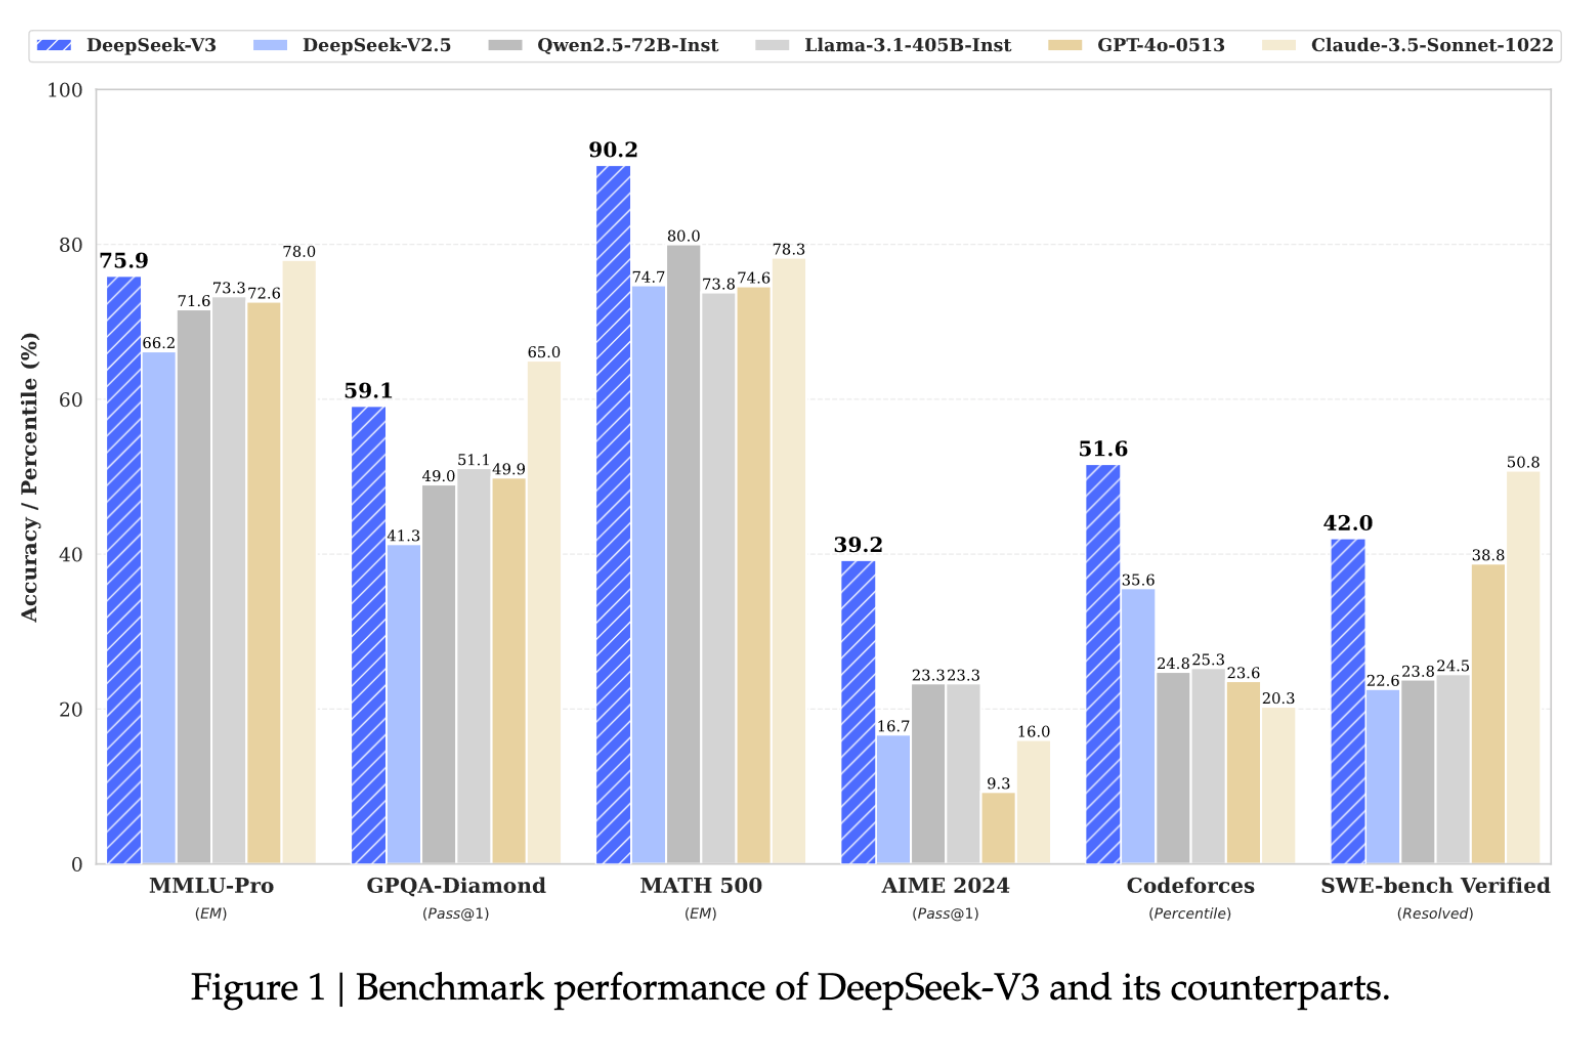 DeepSeek-V3 DeepSeek-V2.5 Qwen2.5-72B-Inst Llama-3.1-405B-Inst GPT-4o-0513 Claude-3.5-Sonnet-1022
Accuracy / Percentile (%)
100
80
60
40
20
0
75.9 66.2 71.6 73.3 72.6 78.0
59.1 41.3 49.0 51.1 49.9 65.0
90.2 74.7 80.0 73.8 74.6 78.3
39.2 16.7 23.3 23.3 9.3 16.0
51.6 35.6 24.8 25.3 23.6 20.3
42.0 22.6 23.8 24.5 38.8 50.8
MMLU-Pro GPQA-Diamond MATH 500 AIME 2024 Codeforces SWE-bench Verified
(EM) (Pass@1) (EM) (Pass@1) (Percentile) (Resolved)
Figure 1 | Benchmark performance of DeepSeek-V3 and its counterparts.